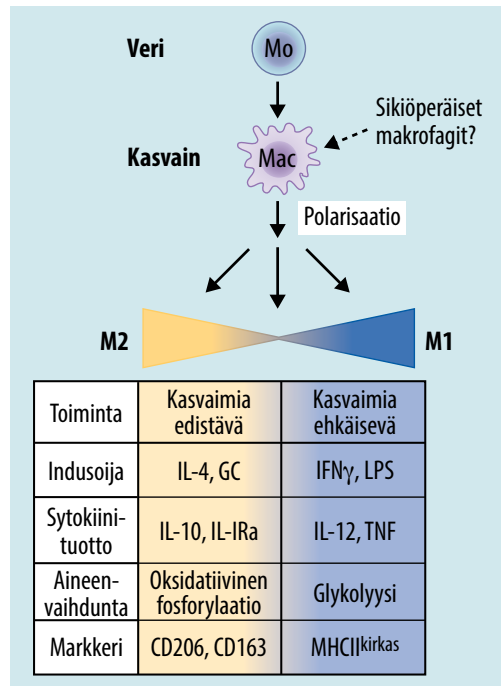 Veri
Mo
Sikiöperäiset
makrofagit?
Kasvain
Mac
Polarisaatio
M2
M1
Toiminta
Kasvaimia
edistävä
Kasvaimia
ehkäisevä
Indusoija
IL-4, GC
IFNγ, LPS
Sytokiini-
tuotto
IL-10, IL-IRa
IL-12, TNF
Aineen-
vaihdunta
Oksidatiivinen
fosforylaatio
Glykolyysi
Markkeri
CD206, CD163
MHCIIkirkas